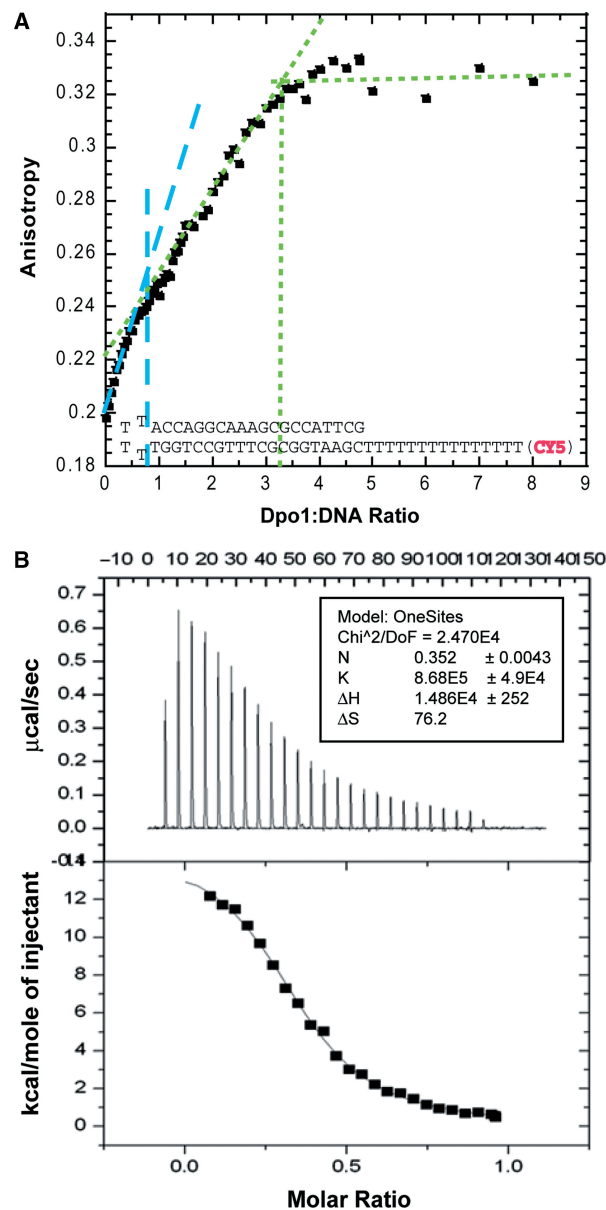 A
0.34
0.32
0.3
0.28
0.26
0.24
0.22
0.2
0.18
Anisotropy
T T ACCAGGCAAAGCGCCATTCG
T T TGGTCCGTTTCGCGGTAAGCTTTTTTTTTTTTTTT(CY5)
0 1 2 3 4 5 6 7 8 9
Dpo1:DNA Ratio
B
-10 0 10 20 30 40 50 60 70 80 90 100 110 120 130 140 150
0.7
0.6
0.5
0.4
0.3
0.2
0.1
0.0
µcal/sec
Model: OneSites
Chi^2/DoF = 2.470E4
N 0.352 ± 0.0043
K 8.68E5 ± 4.9E4
ΔH 1.486E4 ± 252
ΔS 76.2
12
10
8
6
4
2
0
kcal/mole of injectant
0.0 0.5 1.0
Molar Ratio